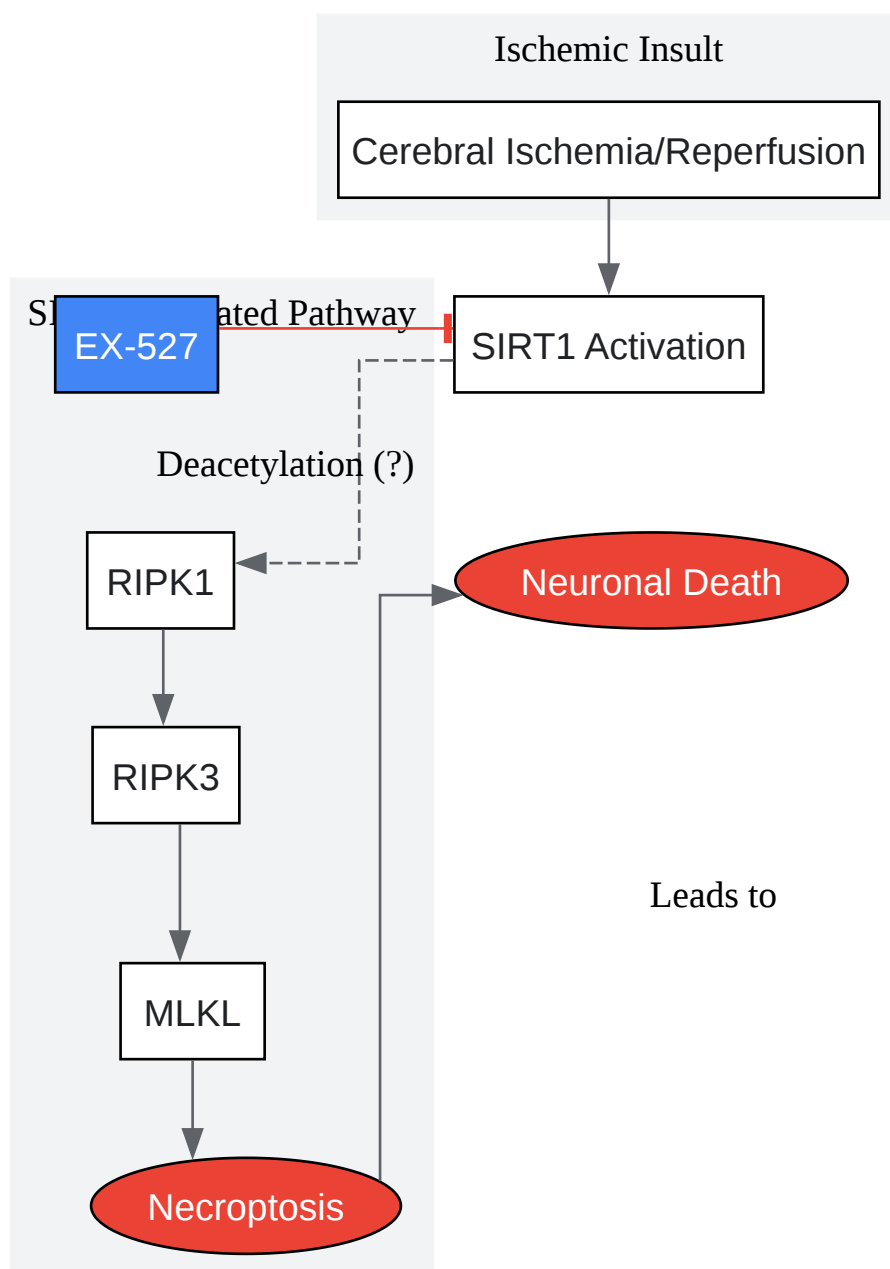 Ischemic Insult
Cerebral Ischemia/Reperfusion
ated Pathway
EX-527
SIRT1 Activation
Deacetylation (?)
RIPK1
Neuronal Death
RIPK3
Leads to
MLKL
Necroptosis